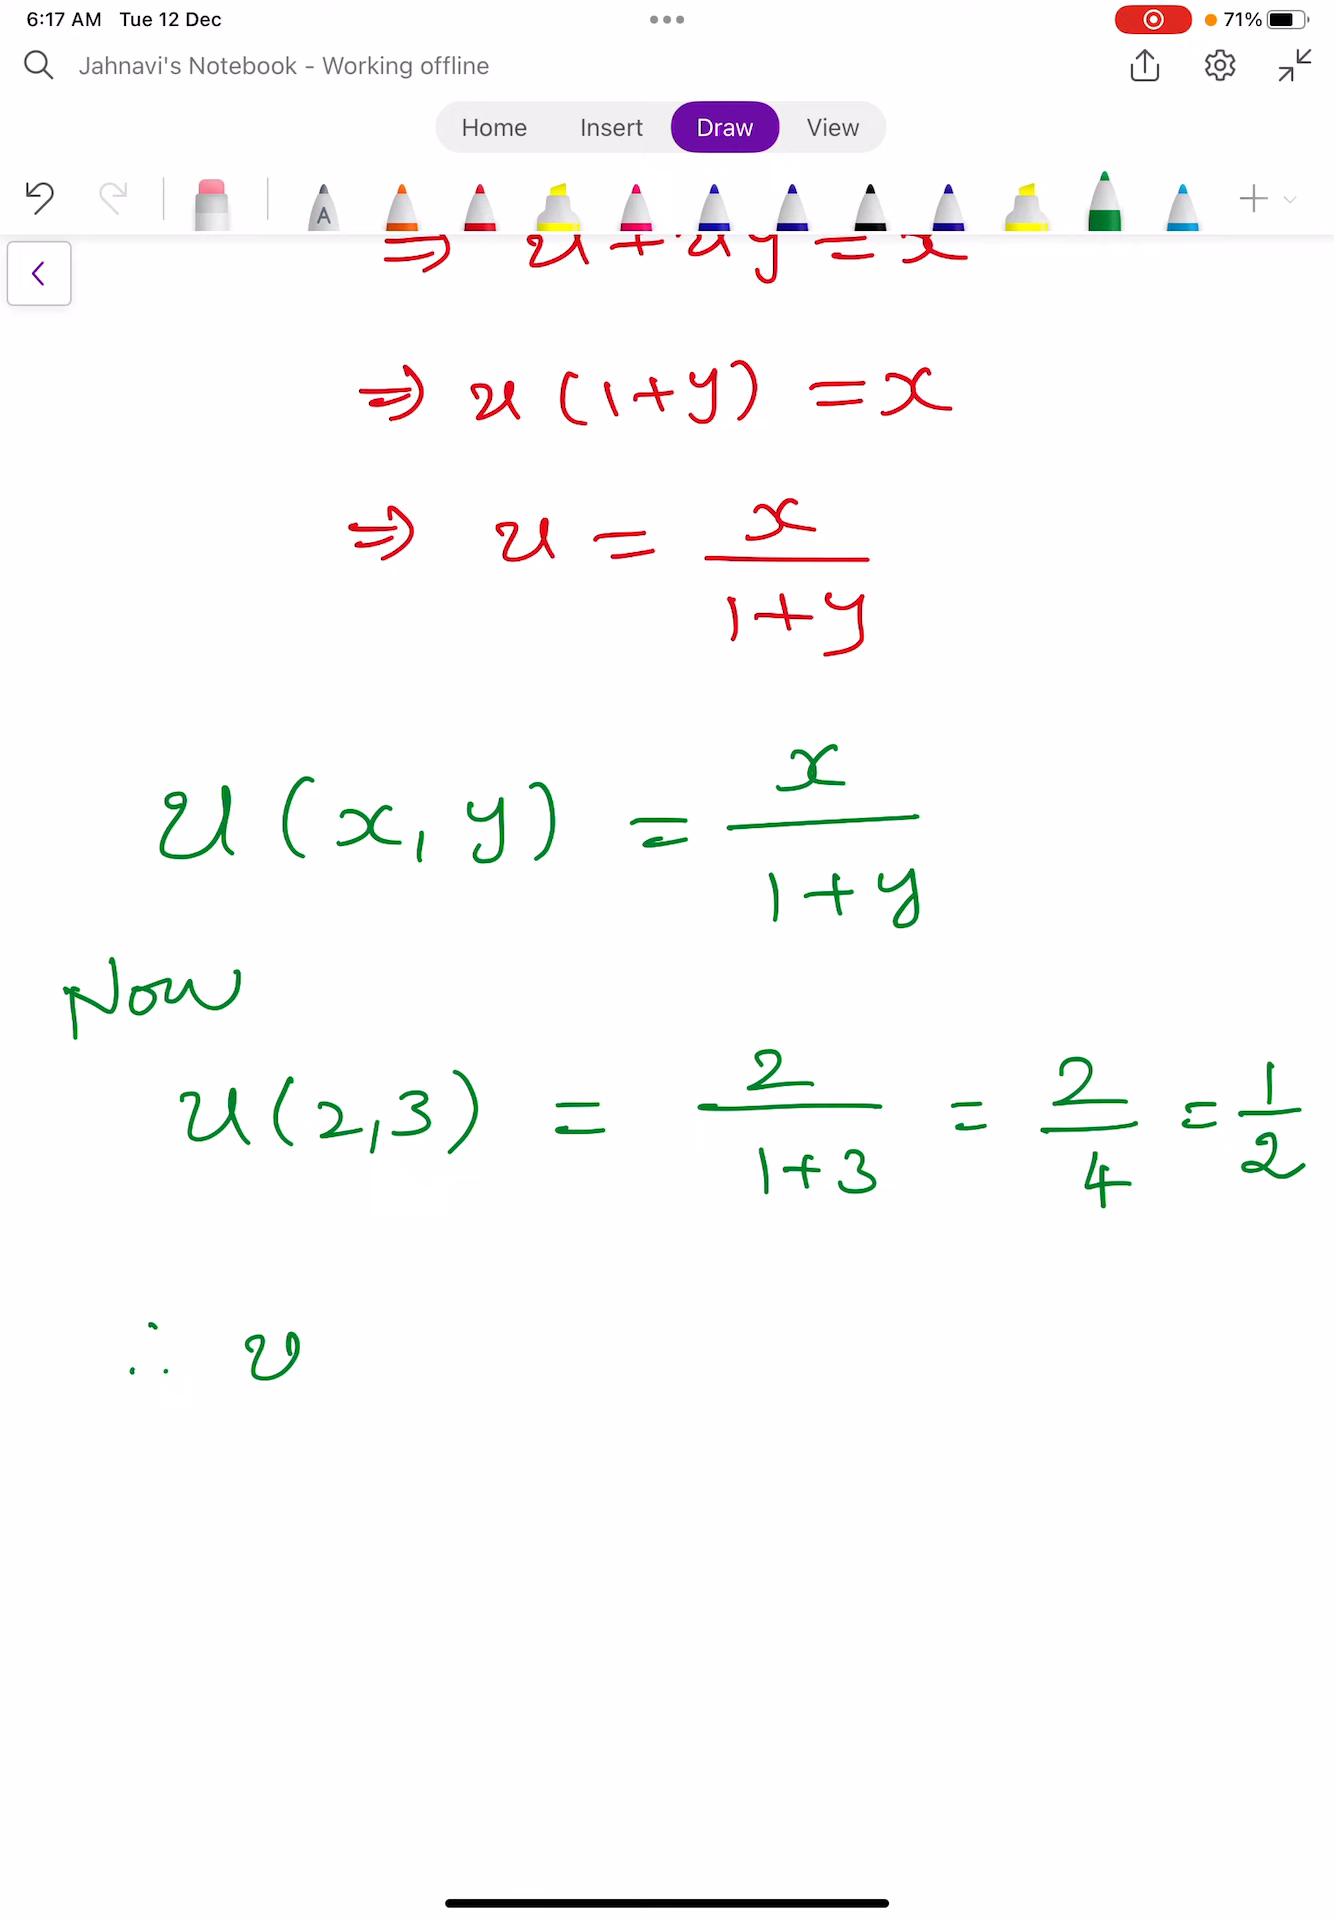 6:17 AM Tue 12 Dec
71%
Jahnavi's Notebook - Working offline
Home Insert Draw View
A
⇒ u + uy = x
⇒ u (1+y) = x
⇒ u = x/(1+y)
u (x, y) = x/(1+y)
Now
u(2,3) = 2/(1+3) = 2/4 = 1/2
∴ u